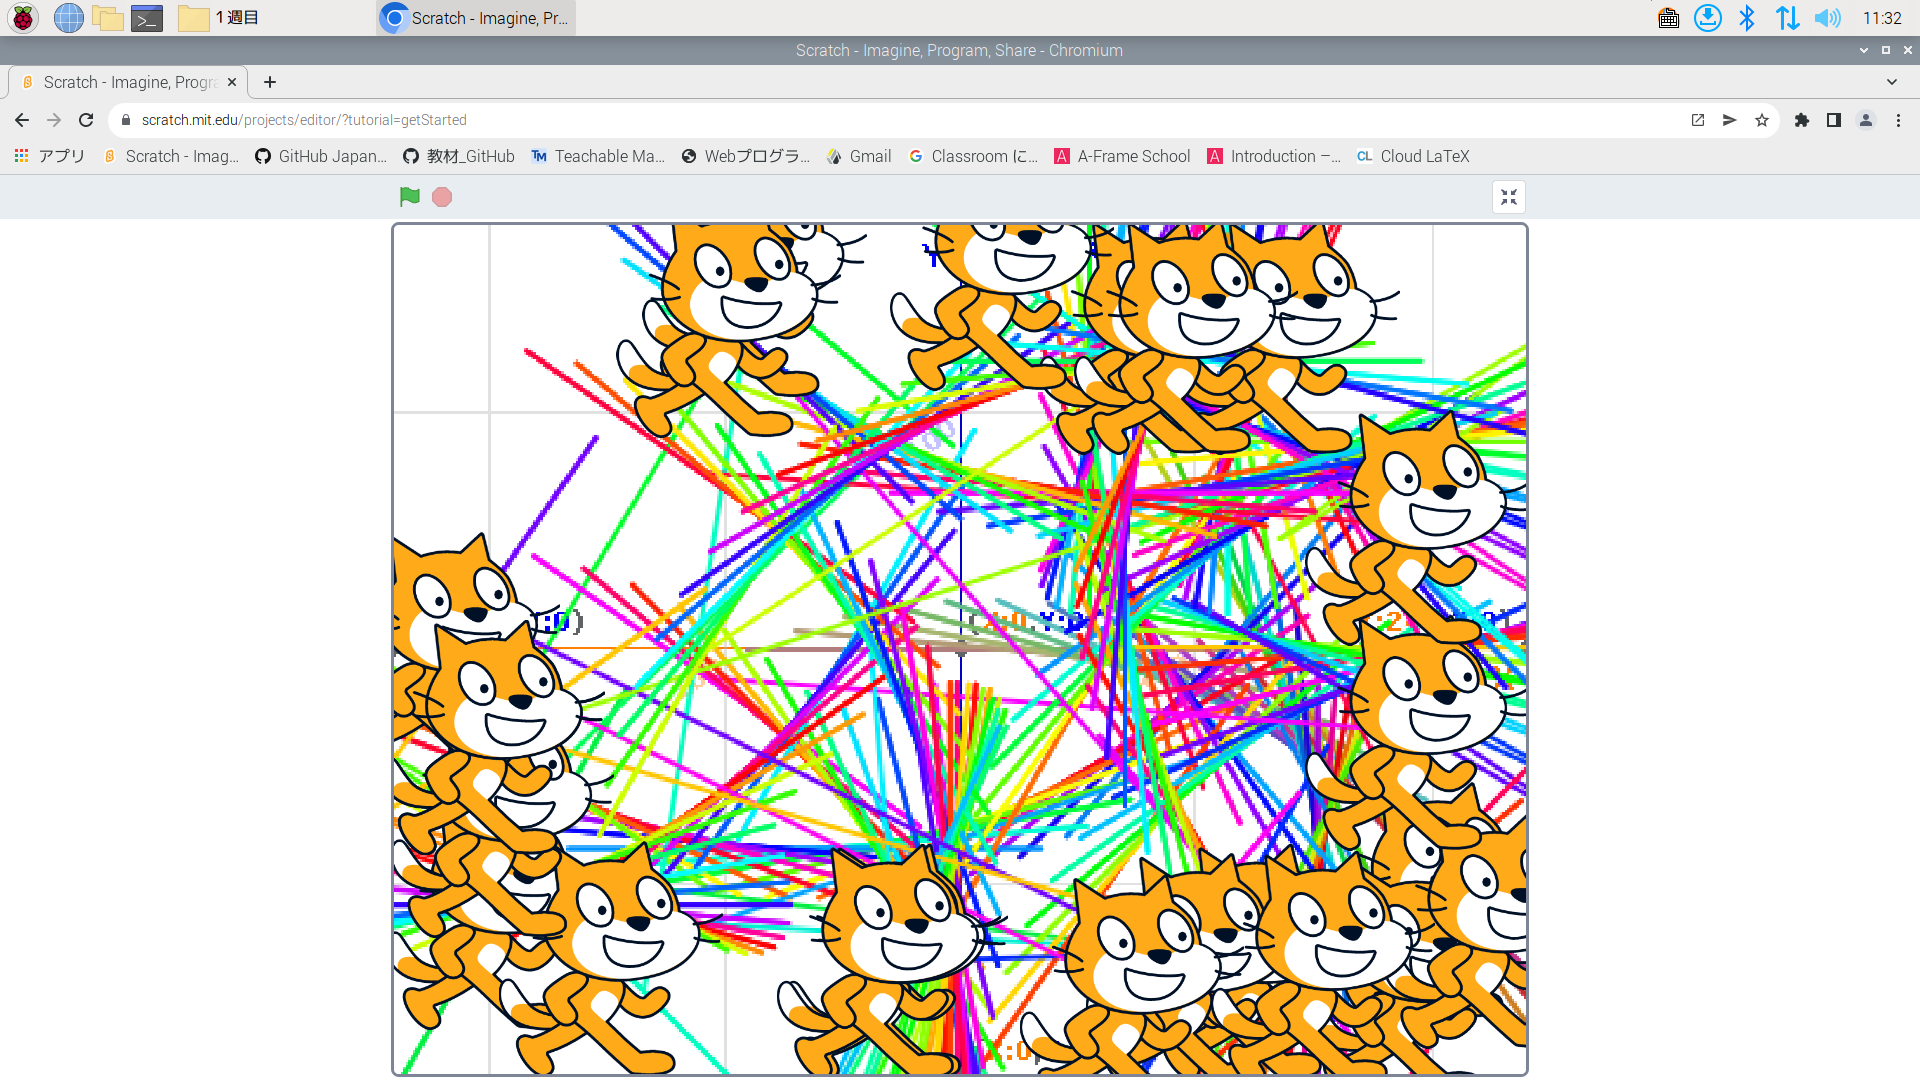 1週目
Scratch - Imagine, Pr...
11:32
Scratch - Imagine, Program, Share - Chromium
Scratch - Imagine, Progra
scratch.mit.edu/projects/editor/?tutorial=getStarted
アプリ
Scratch - Imag...
GitHub Japan...
教材_GitHub
Teachable Ma...
Webプログラ...
Gmail
Classroom に...
A-Frame School
Introduction –...
Cloud LaTeX